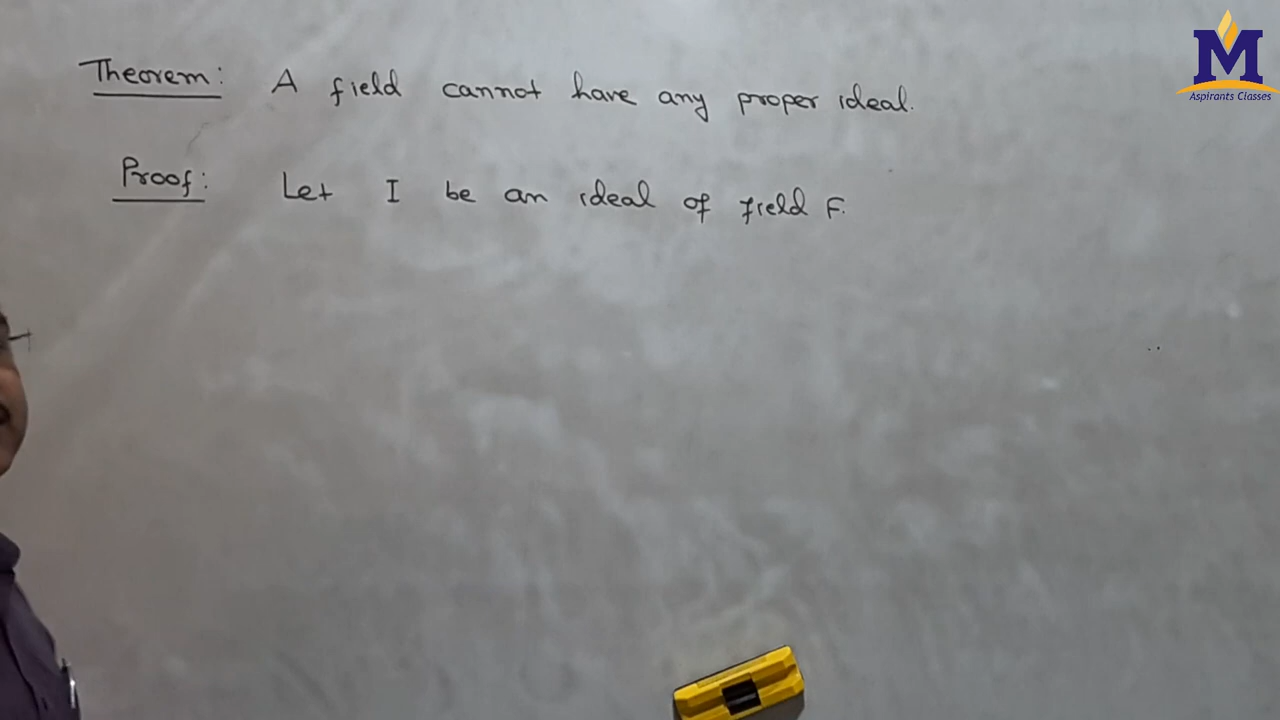 Theorem: A field cannot have any proper ideal.
Proof: Let I be an ideal of field F.
M
Aspirants Classes